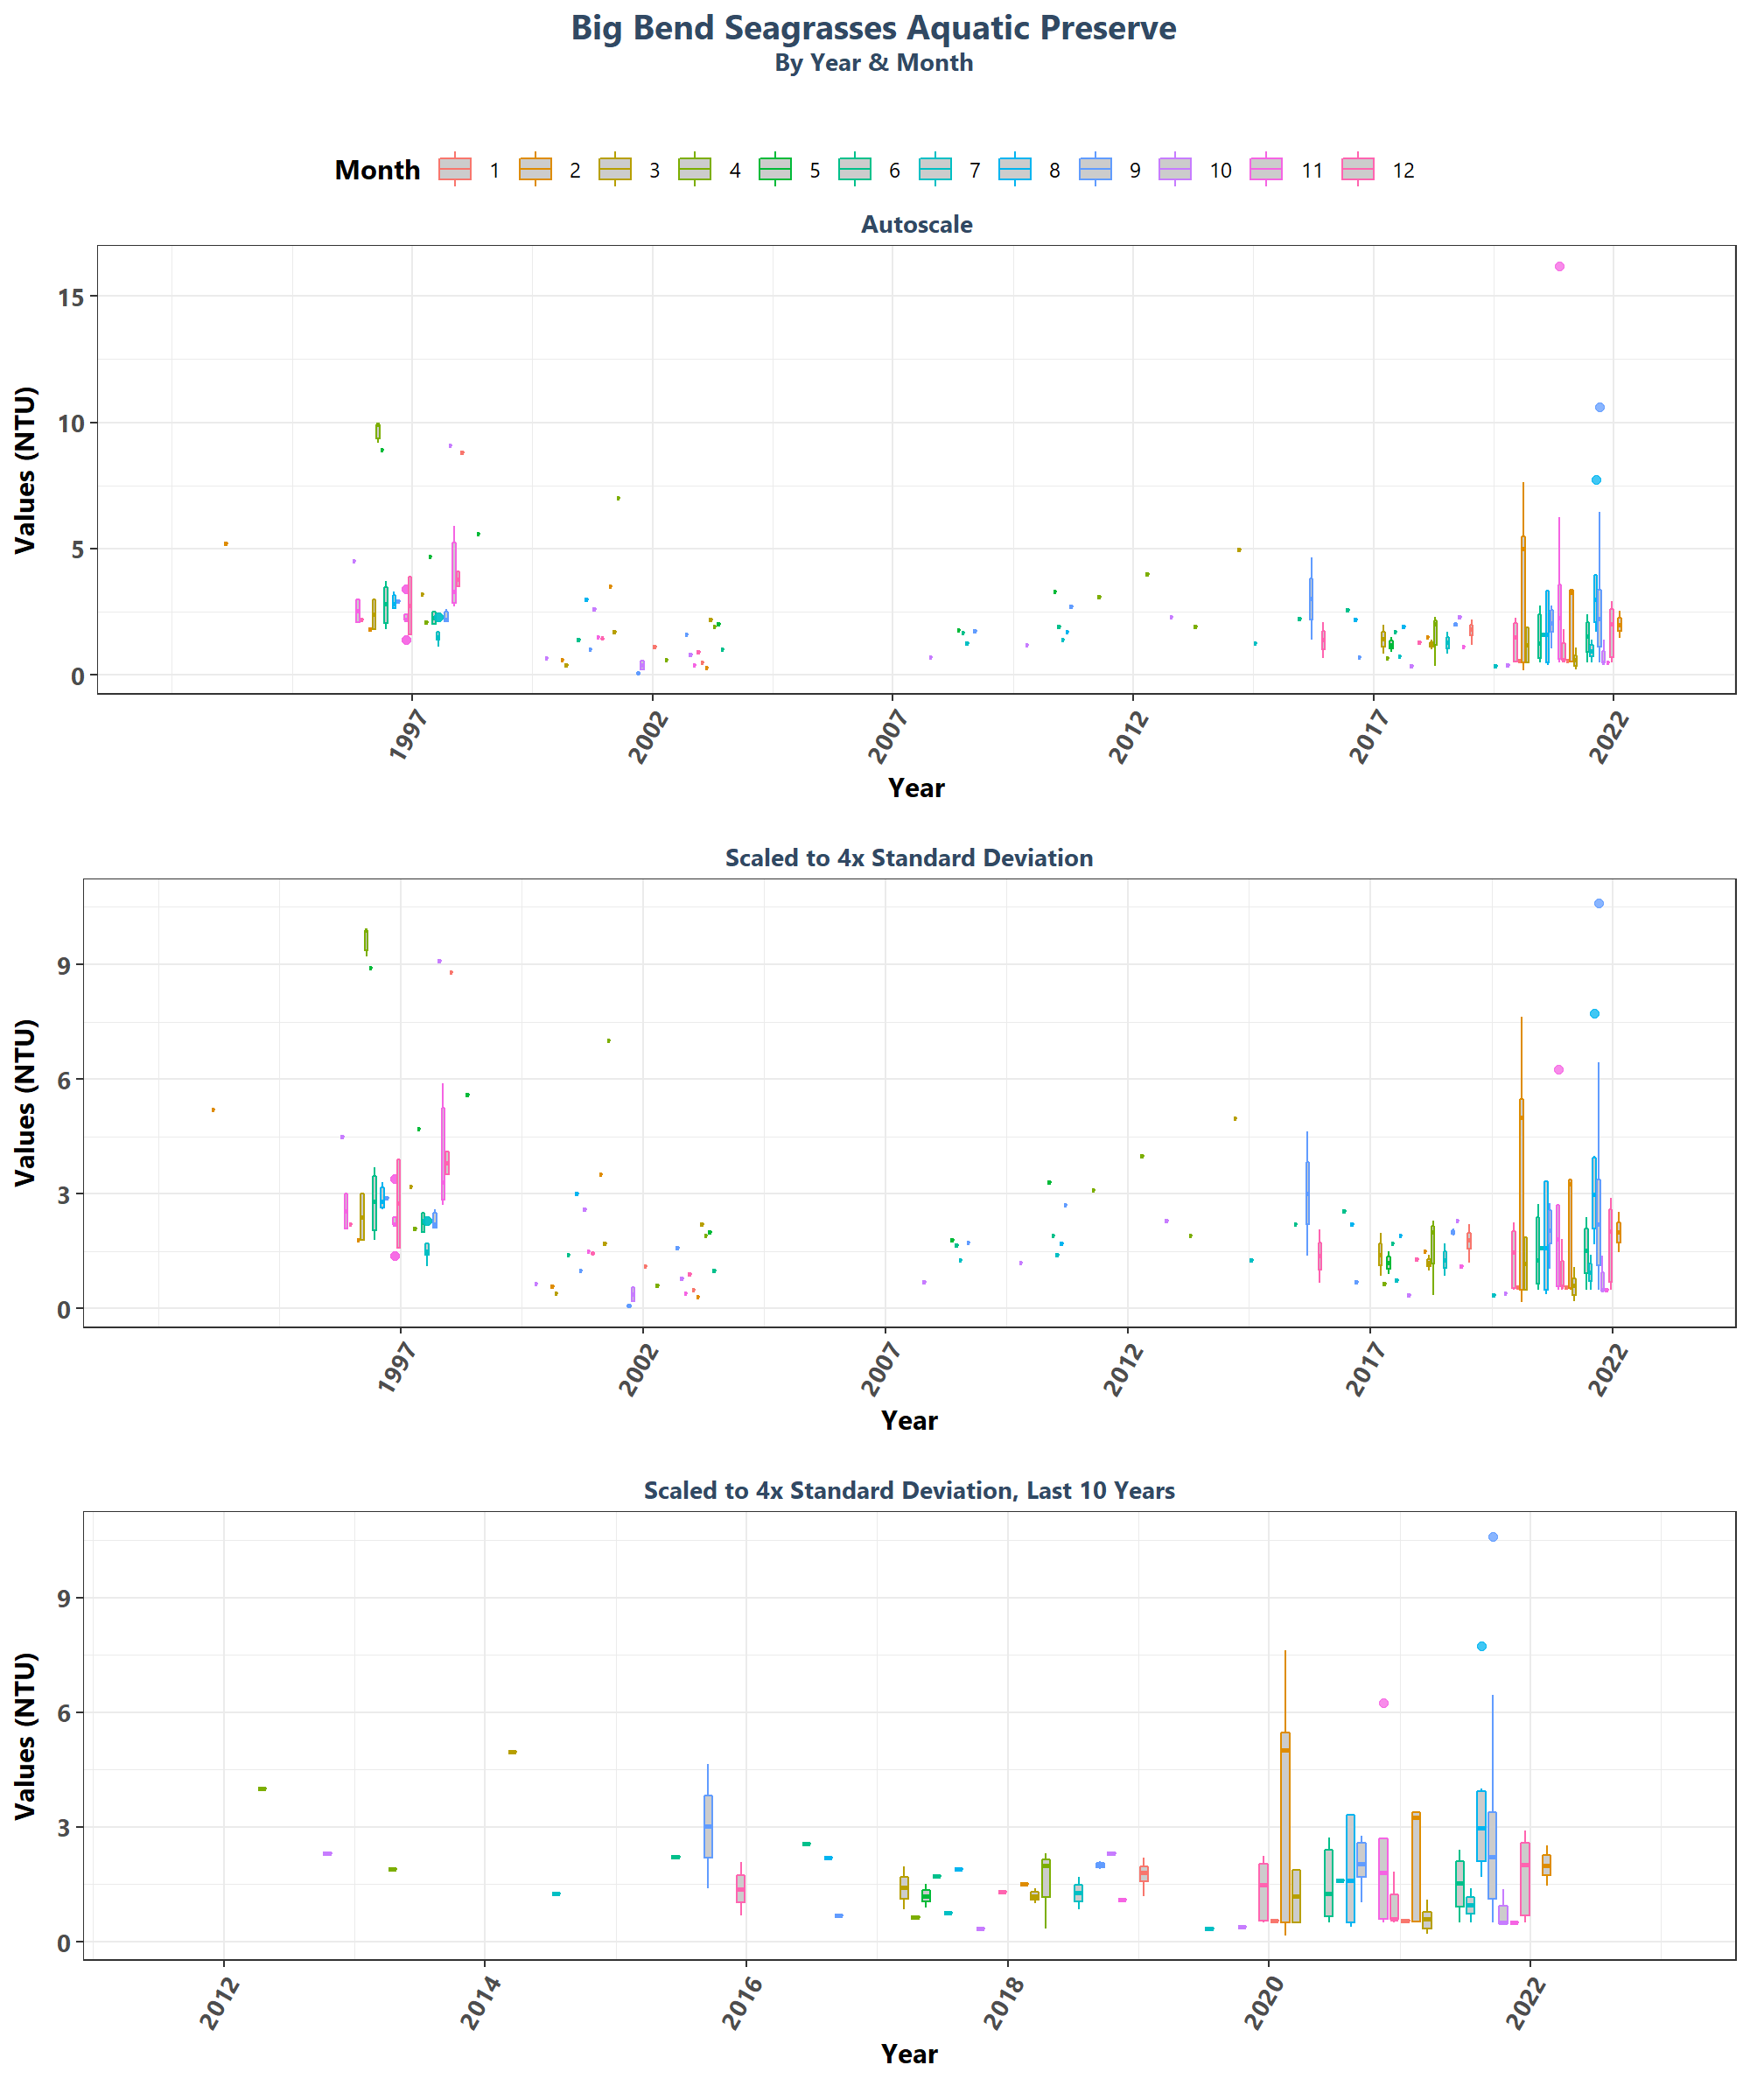 Big Bend Seagrasses Aquatic Preserve
By Year & Month
Month 1 2 3 4 5 6 7 8 9 10 11 12
Autoscale
Values (NTU)
15
10
5
0
1997 2002 2007 2012 2017 2022
Year
Scaled to 4x Standard Deviation
Values (NTU)
9
6
3
0
1997 2002 2007 2012 2017 2022
Year
Scaled to 4x Standard Deviation, Last 10 Years
Values (NTU)
9
6
3
0
2012 2014 2016 2018 2020 2022
Year